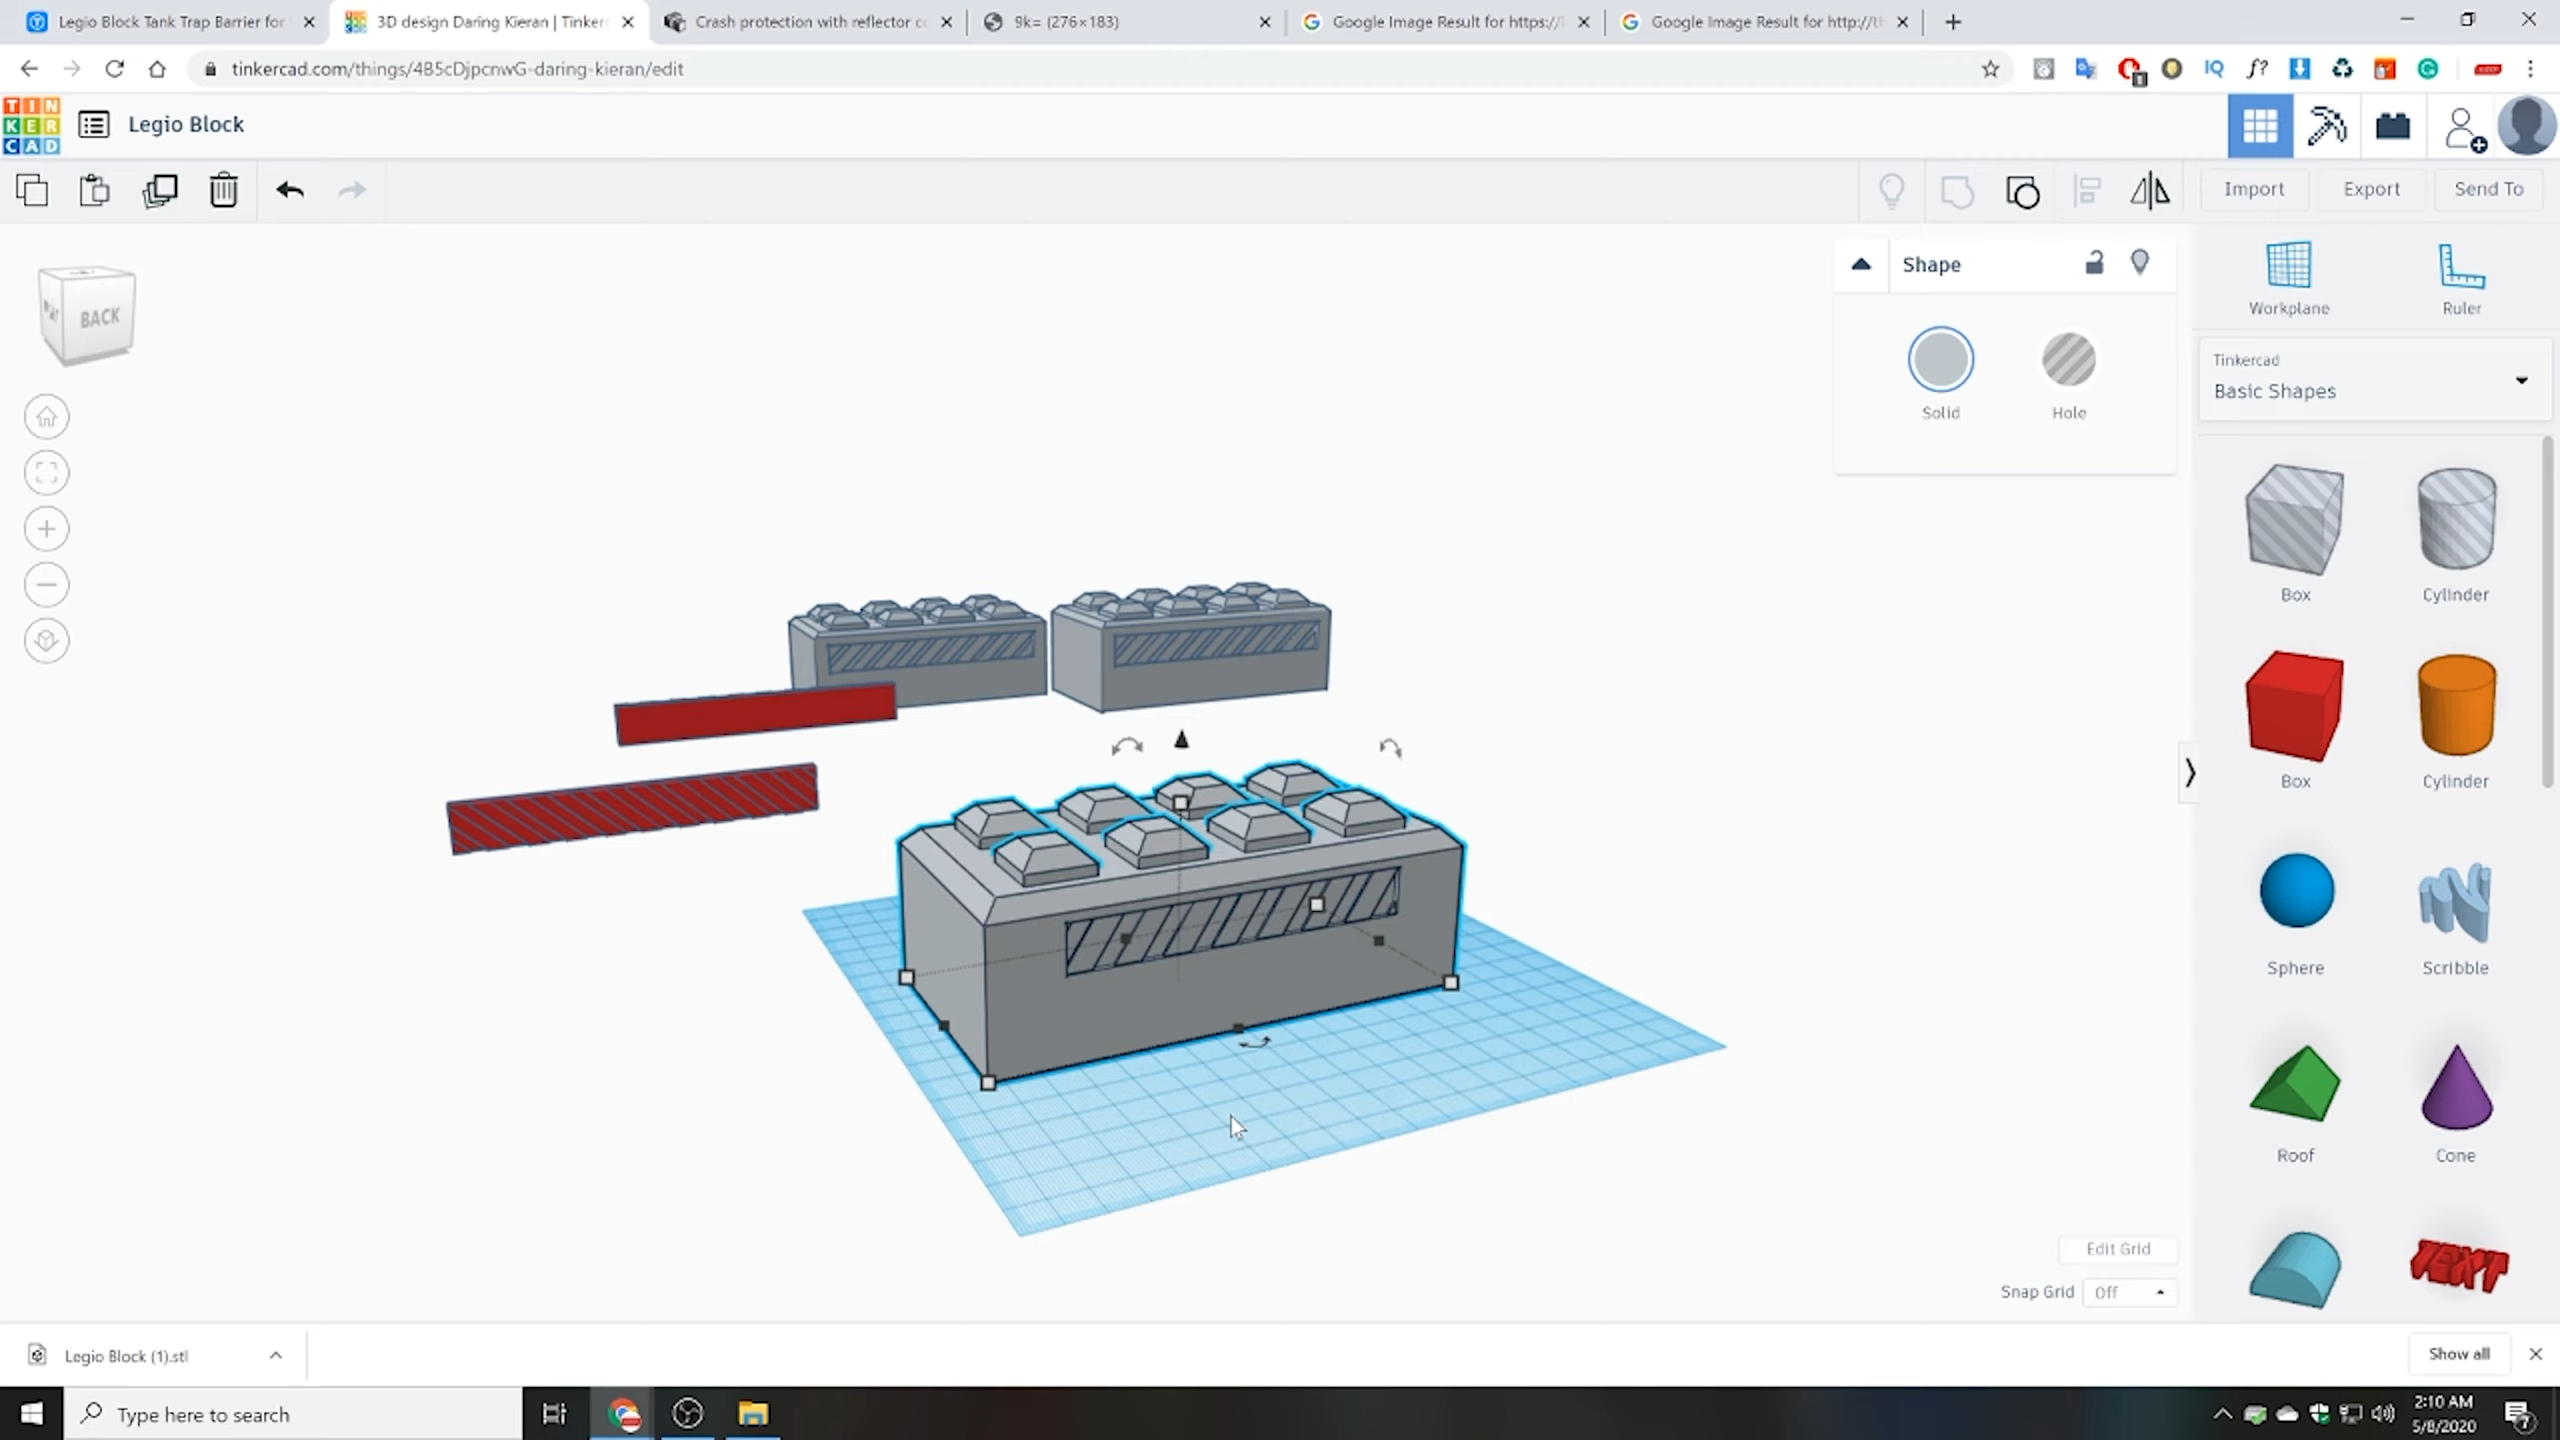 Legio Block Tank Trap Barrier for
3D design Daring Kieran | Tinker
Crash protection with reflector c
9k= (276×183)
Google Image Result for https://
Google Image Result for http://t
tinkercad.com/things/4B5cDjpcnwG-daring-kieran/edit
TIN
KER
CAD
Legio Block
Import
Export
Send To
BACK
Shape
Solid
Hole
Workplane
Ruler
Tinkercad
Basic Shapes
Box
Cylinder
Box
Cylinder
Sphere
Scribble
Roof
Cone
TEXT
Edit Grid
Snap Grid
Off
Legio Block (1).stl
Show all
Type here to search
2:10 AM
5/8/2020